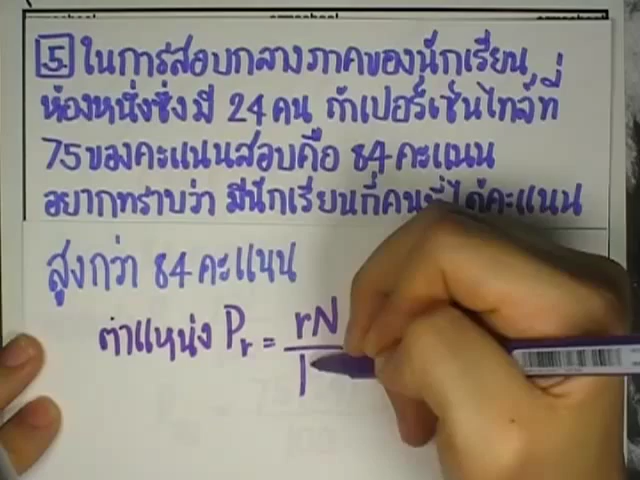 5. ในการสอบกลางภาคของนักเรียน
ห้องหนึ่งซึ่งมี 24 คน ถ้าเปอร์เซ็นไทล์ที่
75 ของคะแนนสอบคือ 84 คะแนน
อยากทราบว่า มีนักเรียนกี่คนที่ได้คะแนน
สูงกว่า 84 คะแนน
ตำแหน่ง Pr = rN
1